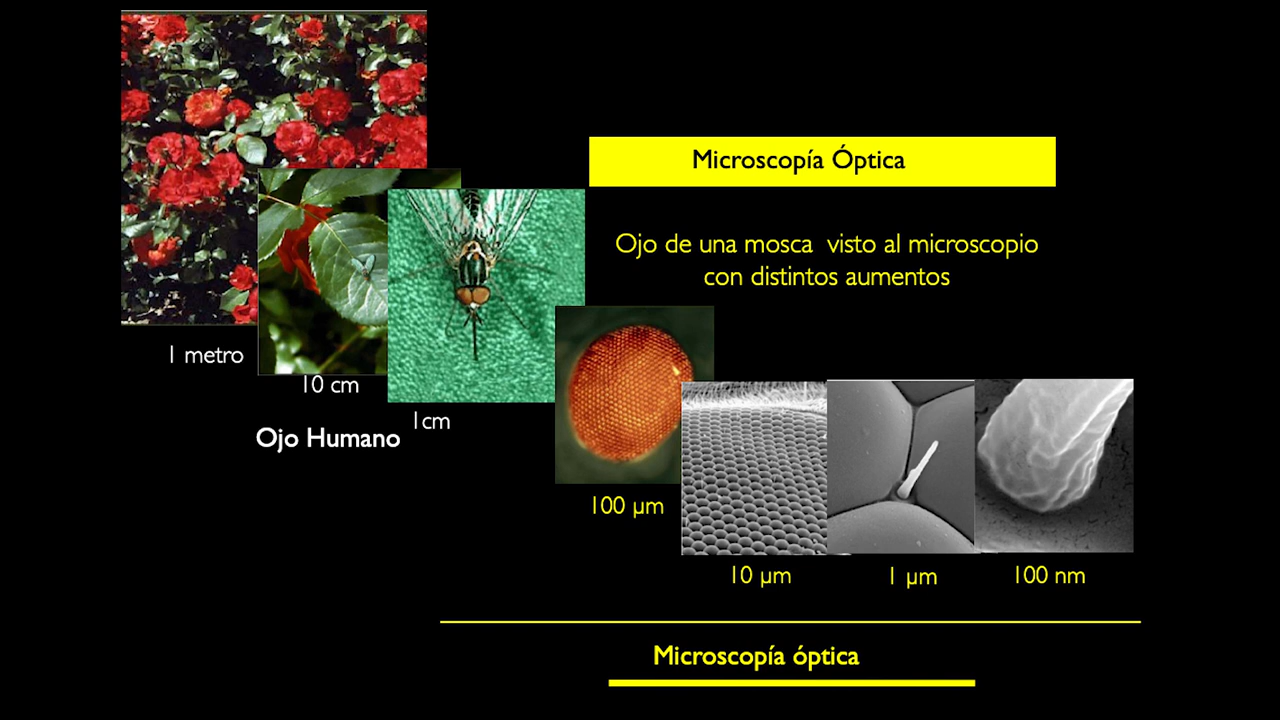 Microscopía Óptica
Ojo de una mosca visto al microscopio
con distintos aumentos
1 metro
10 cm
1cm
Ojo Humano
100 µm
10 µm
1 µm
100 nm
Microscopía óptica